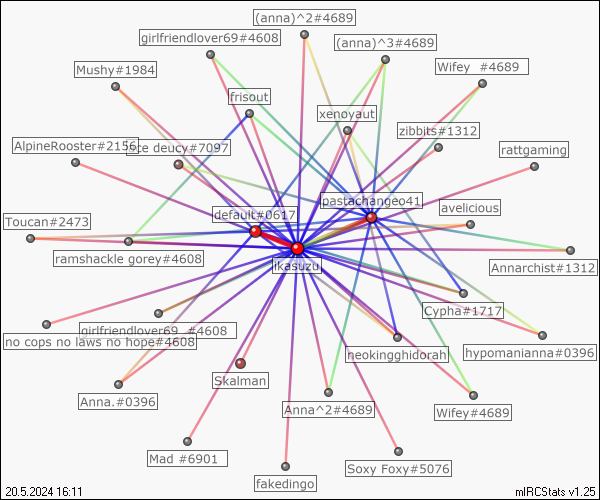 (anna)^2#4689
girlfriendlover69#4608
(anna)^3#4689
Mushy#1984
Wifey #4689
frisout
xenoyaut
zibbits#1312
AlpineRooster#2156
ce deucy#7097
rattgaming
pastachangeo41
default#0617
avelicious
Toucan#2473
ramshackle gorey#4608
ikasuzu
Annarchist#1312
Cypha#1717
girlfriendlover69 #4608
no cops no laws no hope#4608
neokingghidorah
hypomanianna#0396
Skalman
Anna.#0396
Anna^2#4689
Wifey#4689
Mad #6901
Soxy Foxy#5076
fakedingo
20.5.2024 16:11
mIRCStats v1.25